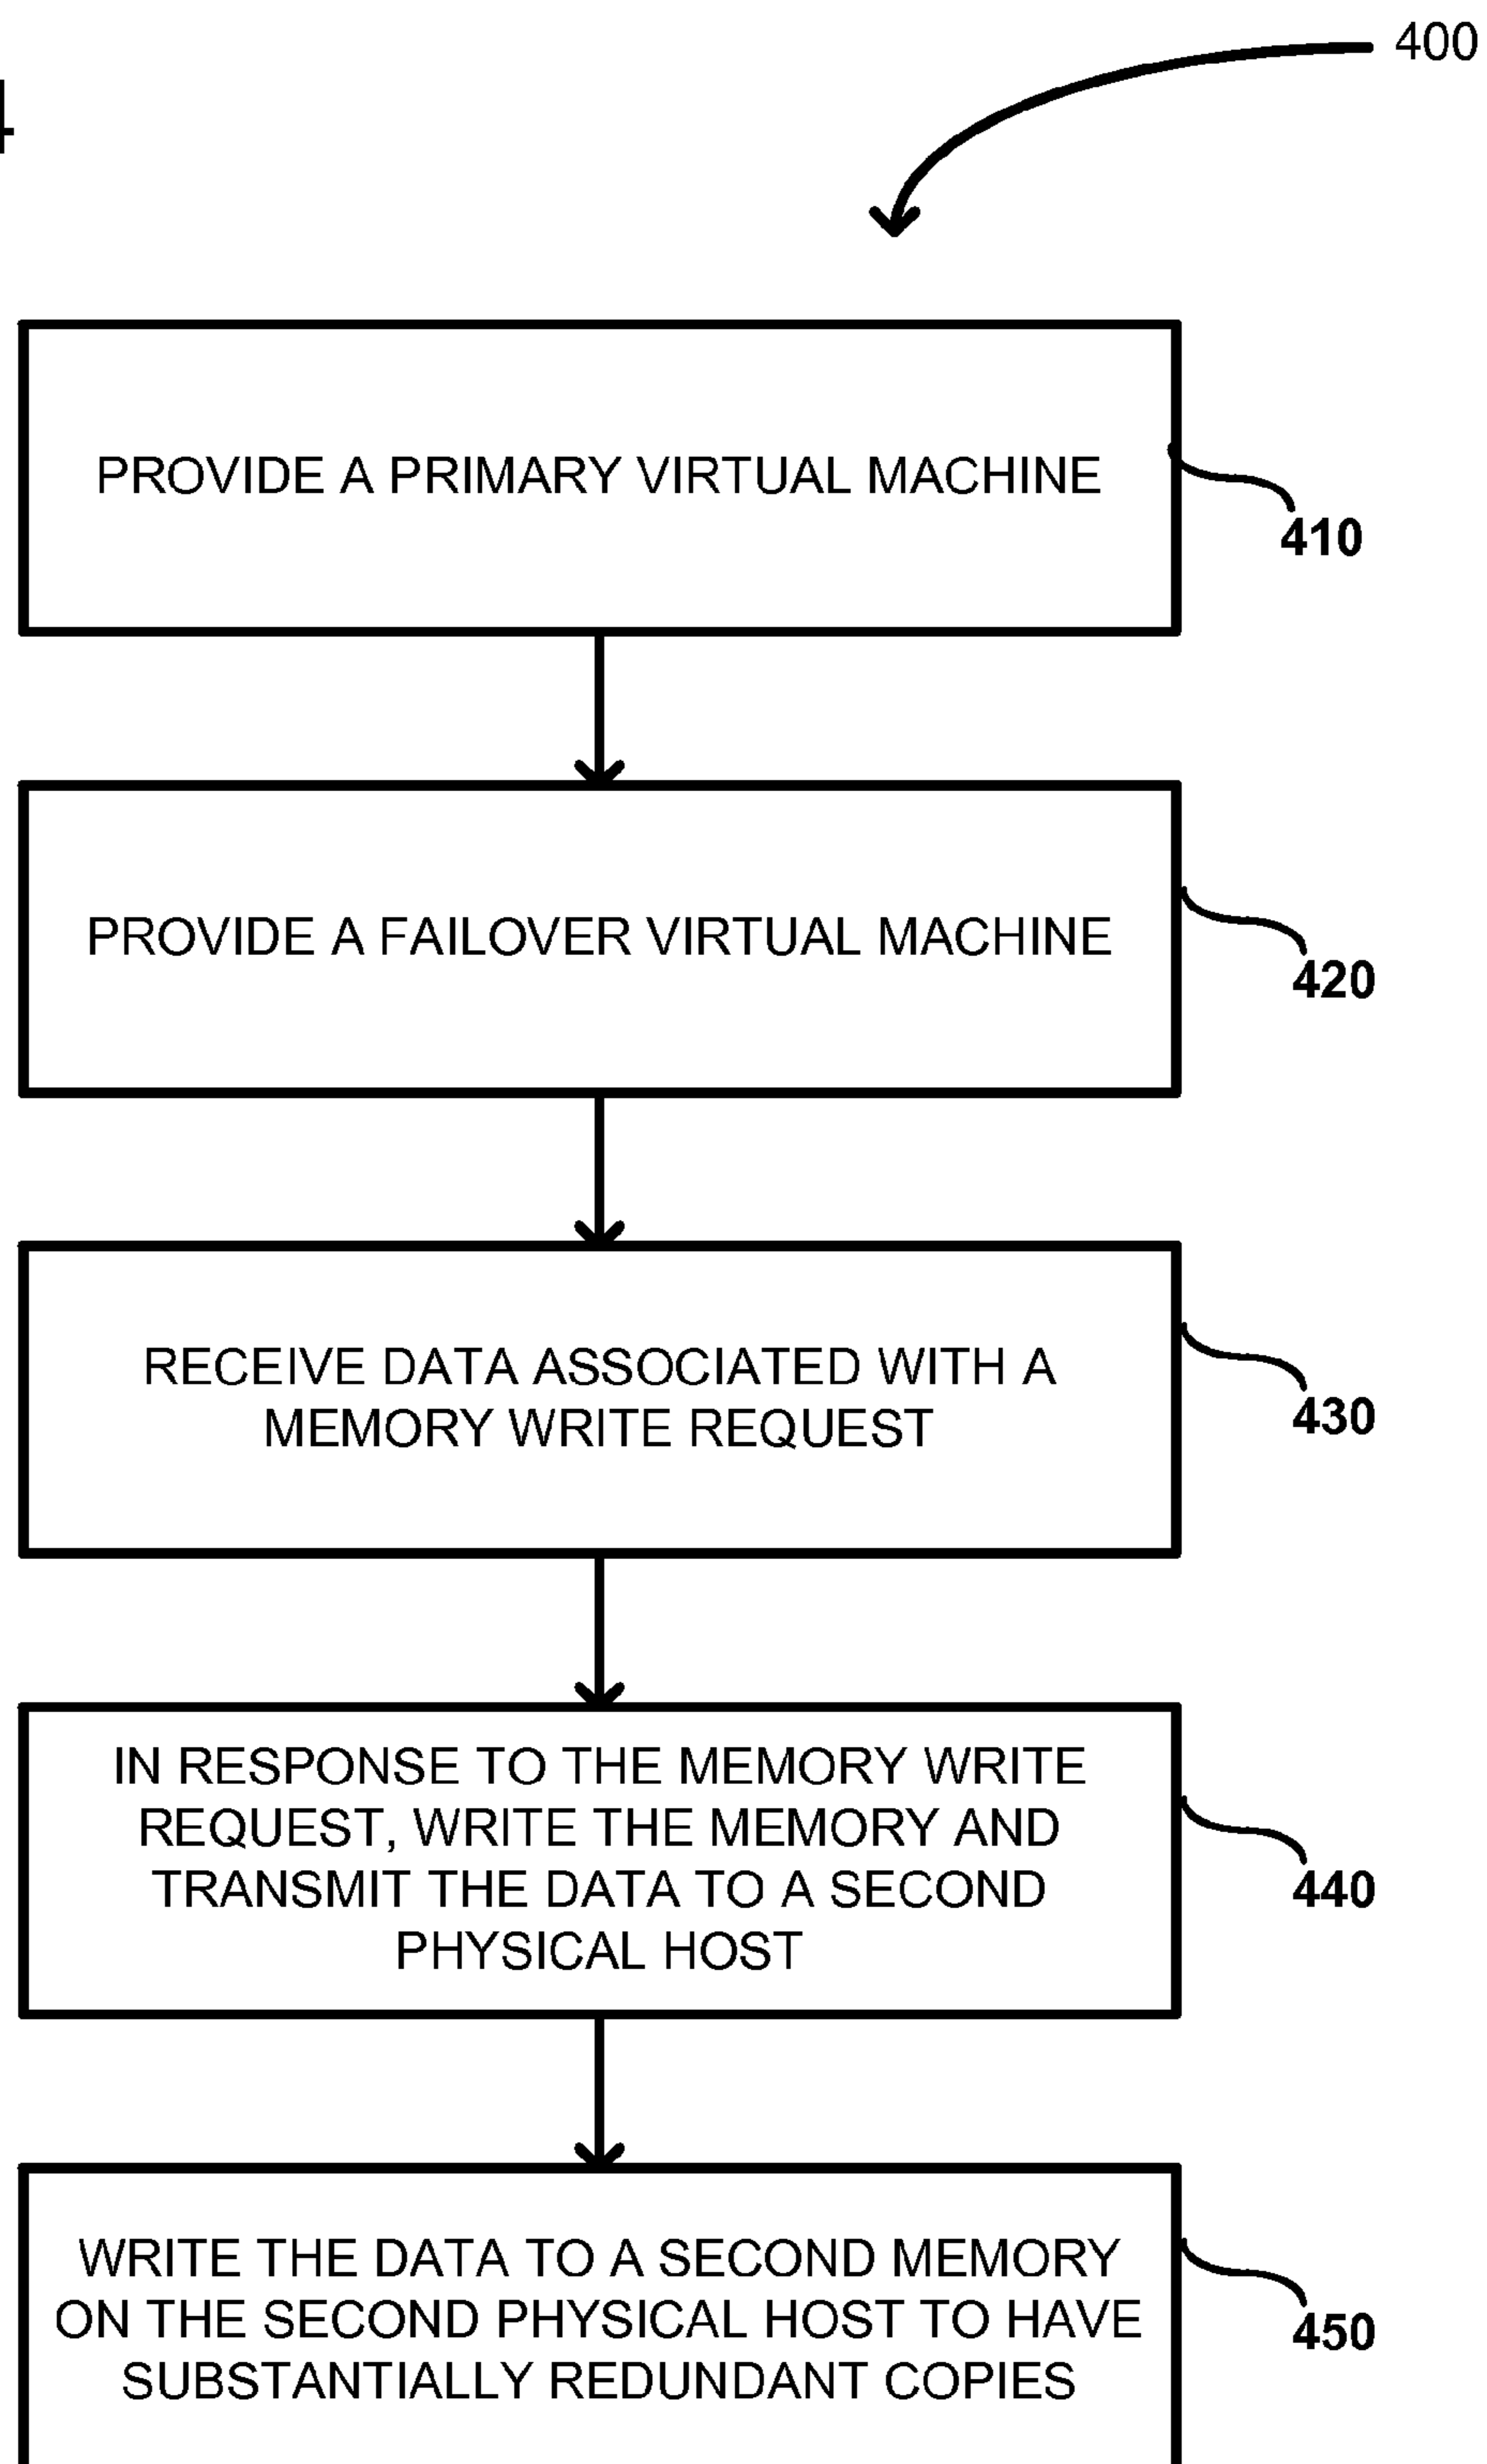 400
4
PROVIDE A PRIMARY VIRTUAL MACHINE
410
PROVIDE A FAILOVER VIRTUAL MACHINE
420
RECEIVE DATA ASSOCIATED WITH A
MEMORY WRITE REQUEST
430
IN RESPONSE TO THE MEMORY WRITE
REQUEST, WRITE THE MEMORY AND
TRANSMIT THE DATA TO A SECOND
PHYSICAL HOST
440
WRITE THE DATA TO A SECOND MEMORY
ON THE SECOND PHYSICAL HOST TO HAVE
SUBSTANTIALLY REDUNDANT COPIES
450